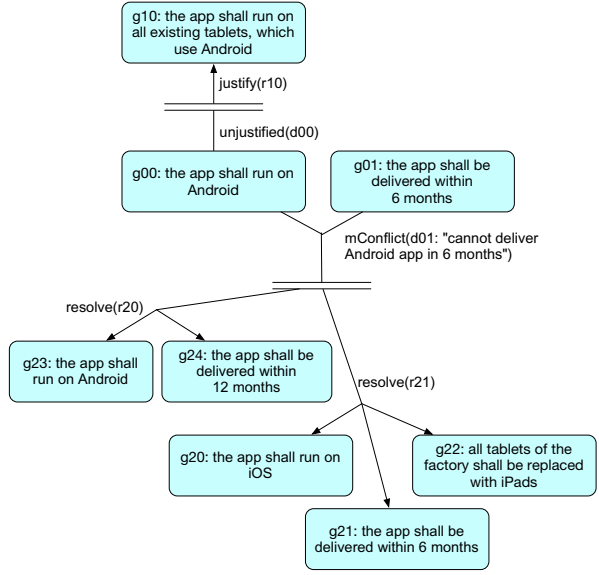 g10: the app shall run on
all existing tablets, which
use Android
justify(r10)
unjustified(d00)
g00: the app shall run on
Android
g01: the app shall be
delivered within
6 months
mConflict(d01: "cannot deliver
Android app in 6 months")
resolve(r20)
g23: the app shall
run on Android
g24: the app shall be
delivered within
12 months
resolve(r21)
g20: the app shall run on
iOS
g22: all tablets of the
factory shall be replaced
with iPads
g21: the app shall be
delivered within 6 months